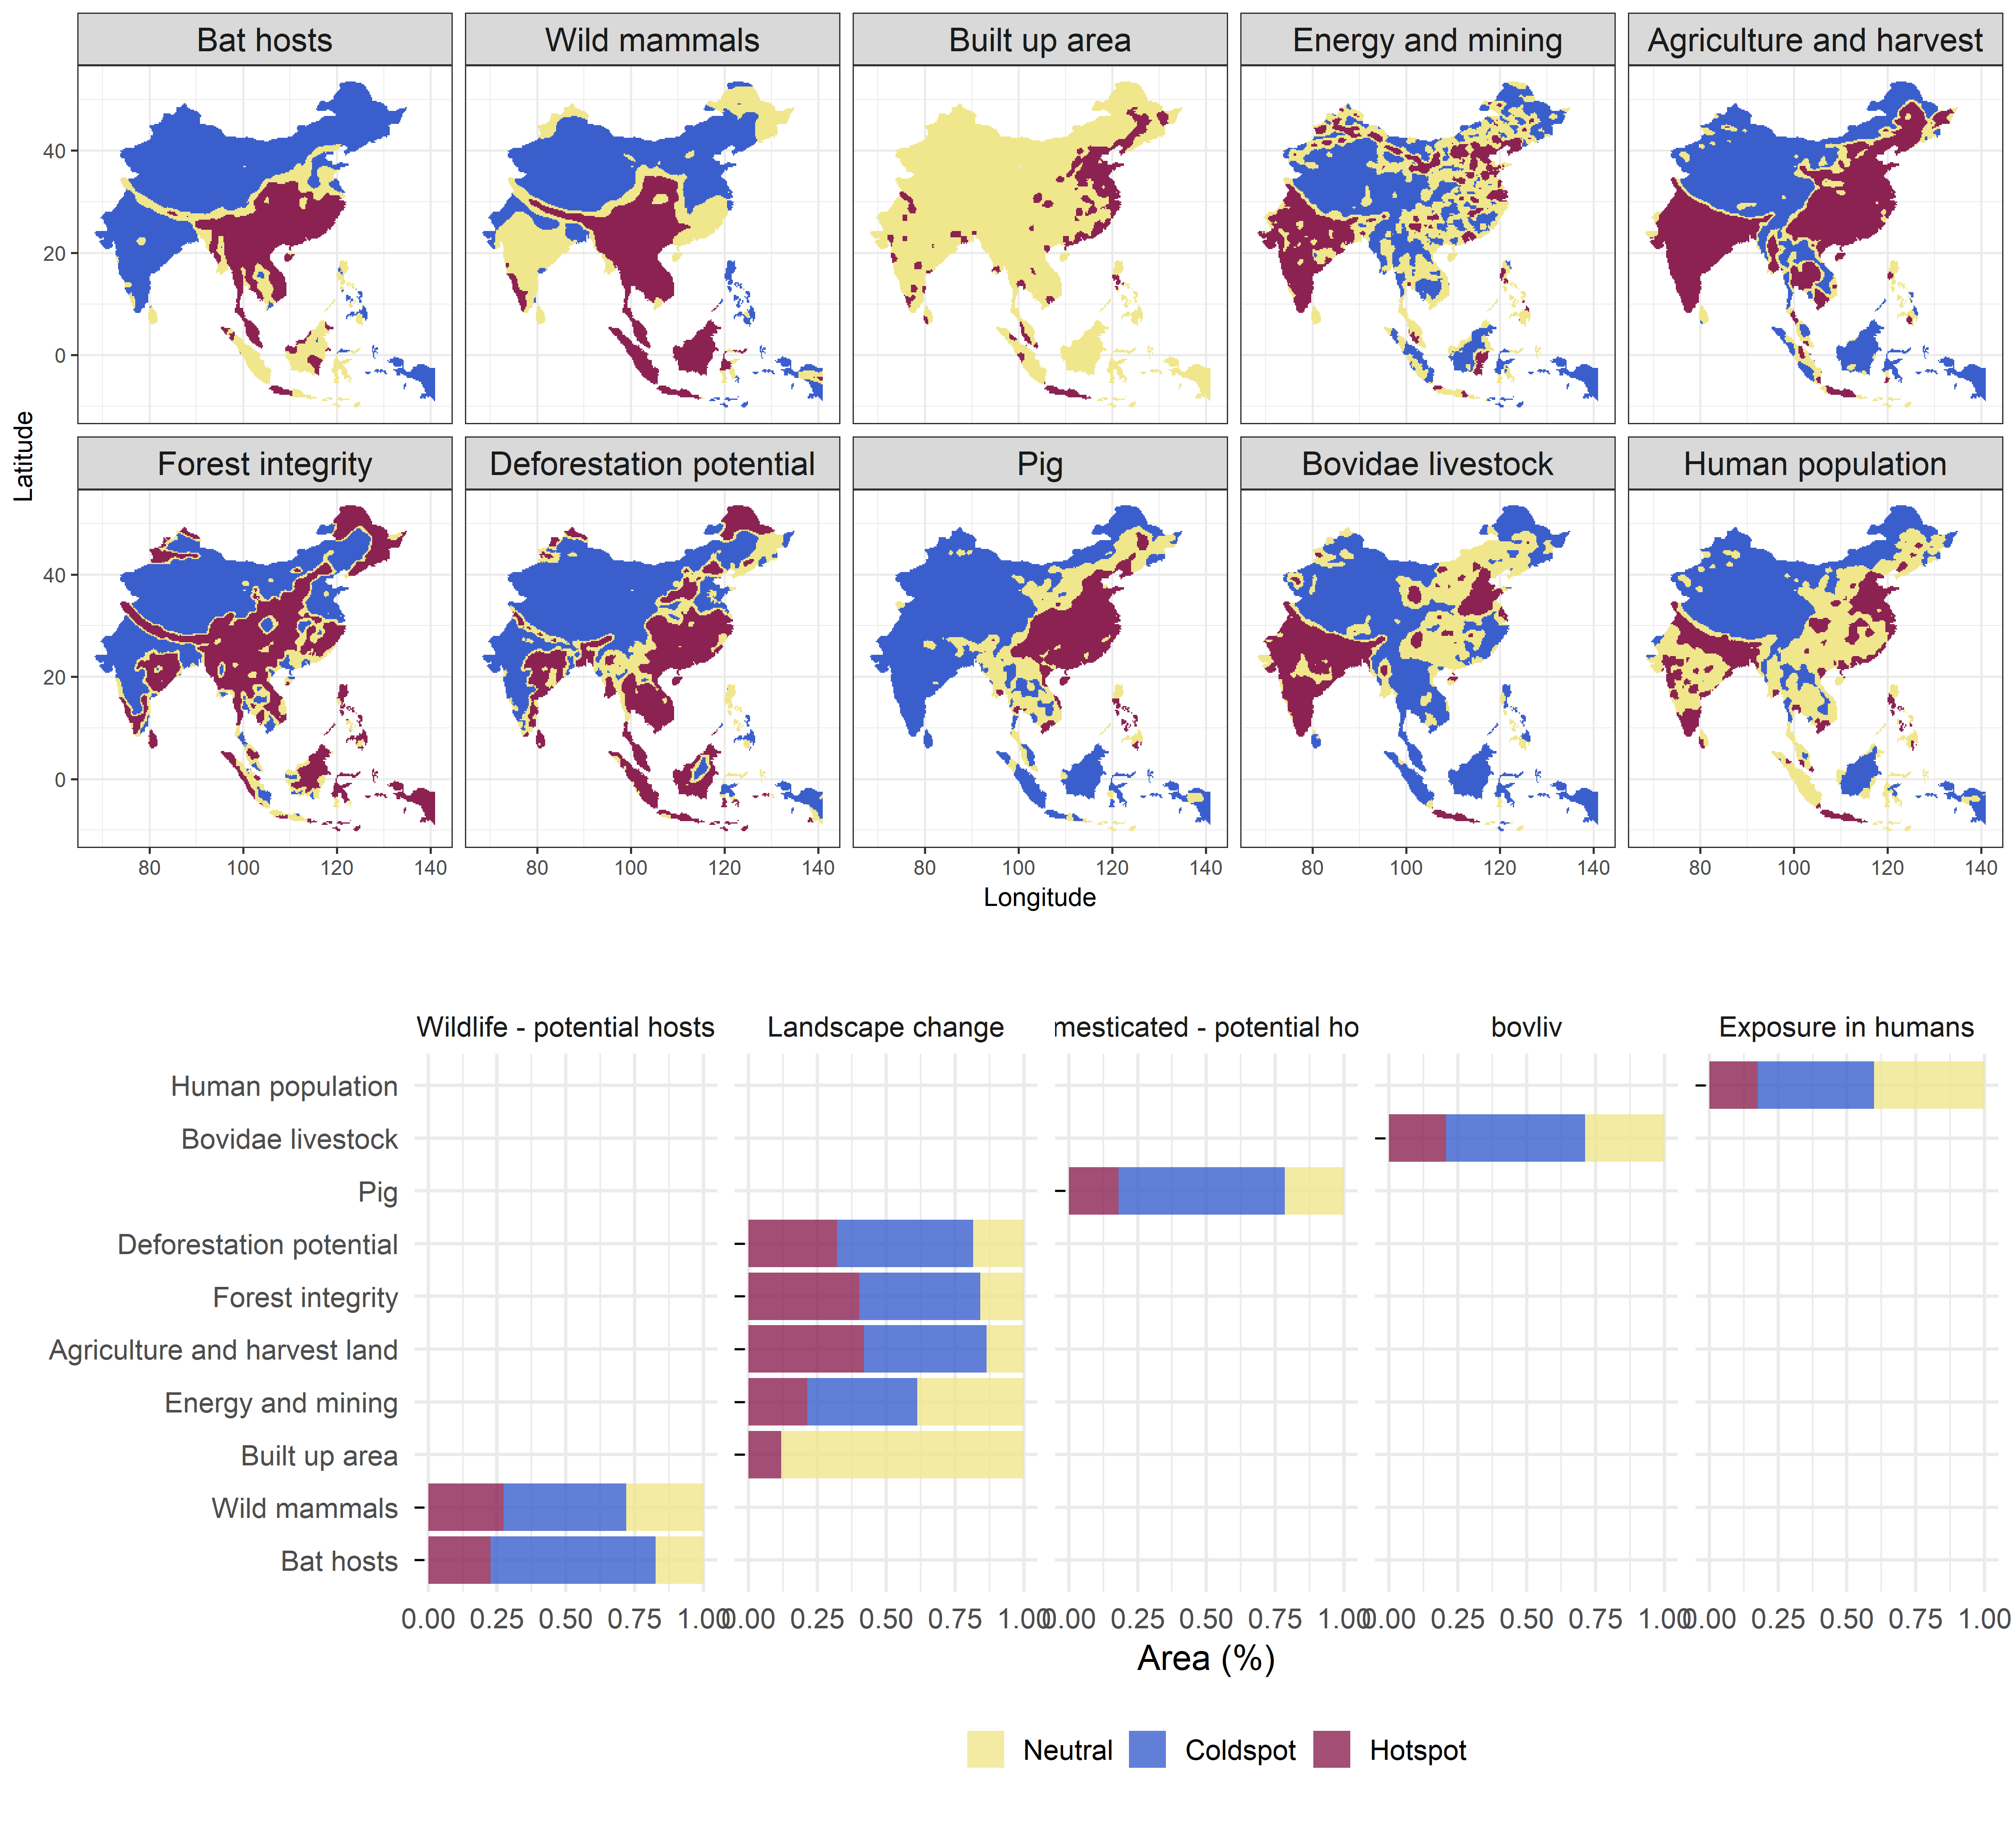 Bat hosts
Wild mammals
Built up area
Energy and mining
Agriculture and harvest
40
20
0
Latitude
Forest integrity
Deforestation potential
Pig
Bovidae livestock
Human population
40
20
0
80 100 120 140
80 100 120 140
80 100 120 140
80 100 120 140
80 100 120 140
Longitude
Wildlife - potential hosts
Landscape change
mesticated - potential ho
bovliv
Exposure in humans
Human population
Bovidae livestock
Pig
Deforestation potential
Forest integrity
Agriculture and harvest land
Energy and mining
Built up area
Wild mammals
Bat hosts
0.00 0.25 0.50 0.75 1.00
0.00 0.25 0.50 0.75 1.00
0.00 0.25 0.50 0.75 1.00
0.00 0.25 0.50 0.75 1.00
0.00 0.25 0.50 0.75 1.00
Area (%)
Neutral Coldspot Hotspot